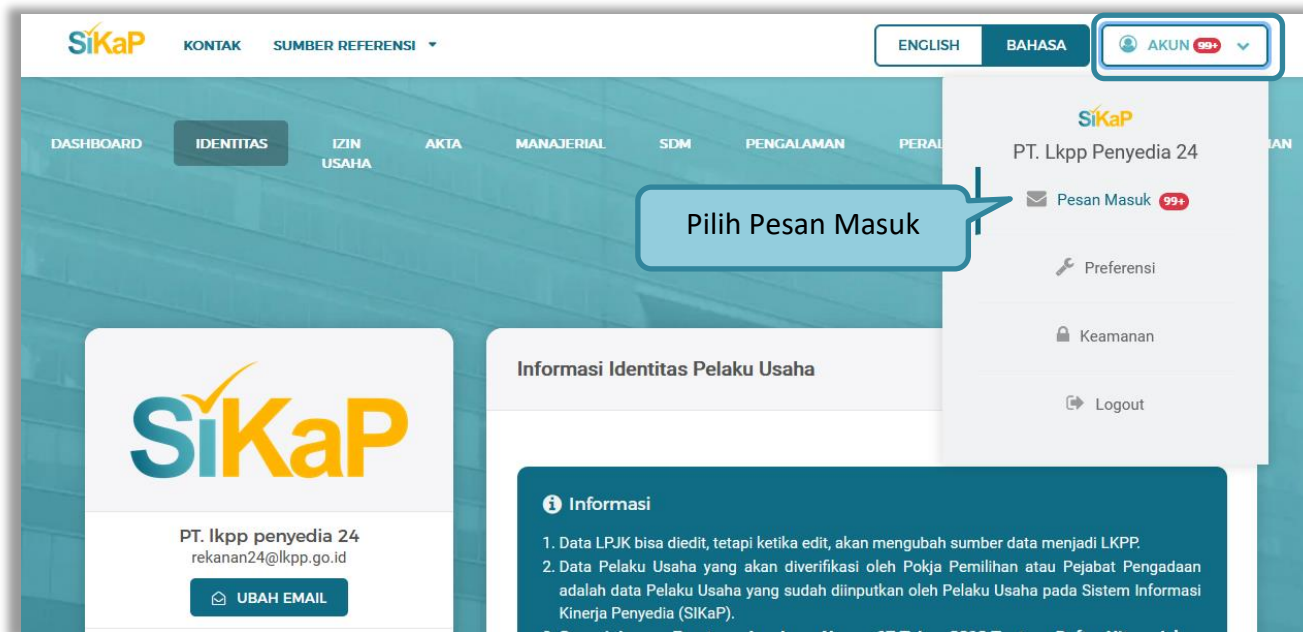 SiKaP
KONTAK
SUMBER REFERENSI
ENGLISH
BAHASA
AKUN 99+
DASHBOARD
IDENTITAS
IZIN
USAHA
AKTA
MANAJERIAL
SDM
PENGALAMAN
SiKaP
PT. Lkpp Penyedia 24
Pesan Masuk 99+
Preferensi
Keamanan
Logout
Pilih Pesan Masuk
SiKaP
PT. lkpp penyedia 24
rekanan24@lkpp.go.id
UBAH EMAIL
Informasi Identitas Pelaku Usaha
Informasi
1. Data LPJK bisa diedit, tetapi ketika edit, akan mengubah sumber data menjadi LKPP.
2. Data Pelaku Usaha yang akan diverifikasi oleh Pokja Pemilihan atau Pejabat Pengadaan
adalah data Pelaku Usaha yang sudah diinputkan oleh Pelaku Usaha pada Sistem Informasi
Kinerja Penyedia (SIKaP).